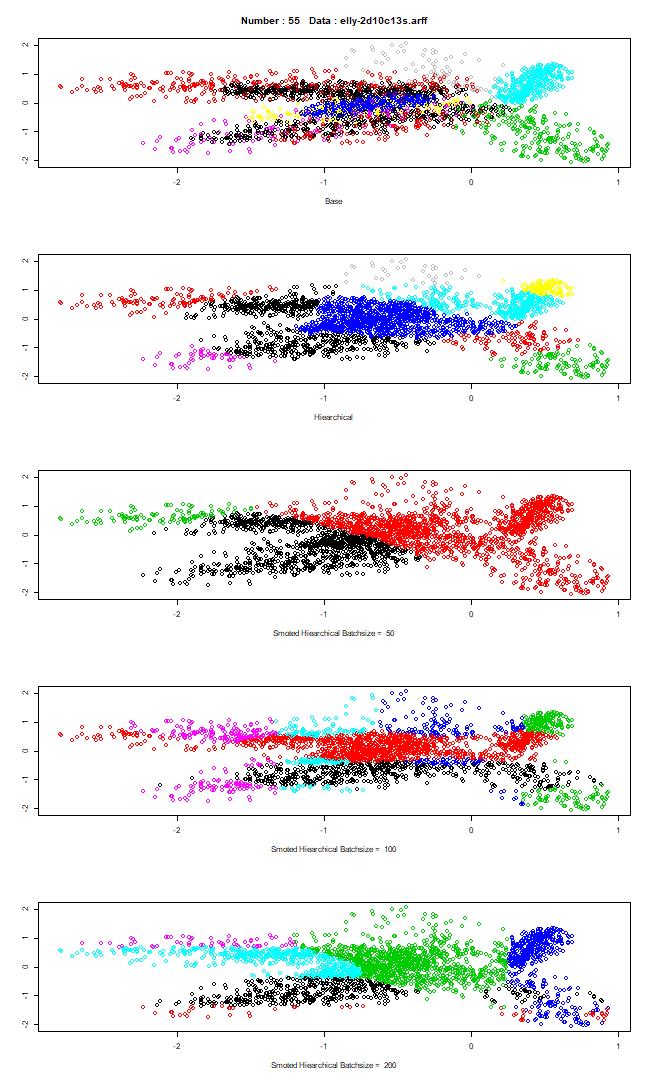 Number : 55 Data : elly-2d10c13s.arff
2
1
0
-1
-2
-2 -1 0 1
Base
2
1
0
-1
-2
-2 -1 0 1
Hiearchical
2
1
0
-1
-2
-2 -1 0 1
Smoted Hiearchical Batchsize = 50
2
1
0
-1
-2
-2 -1 0 1
Smoted Hiearchical Batchsize = 100
2
1
0
-1
-2
-2 -1 0 1
Smoted Hiearchical Batchsize = 200